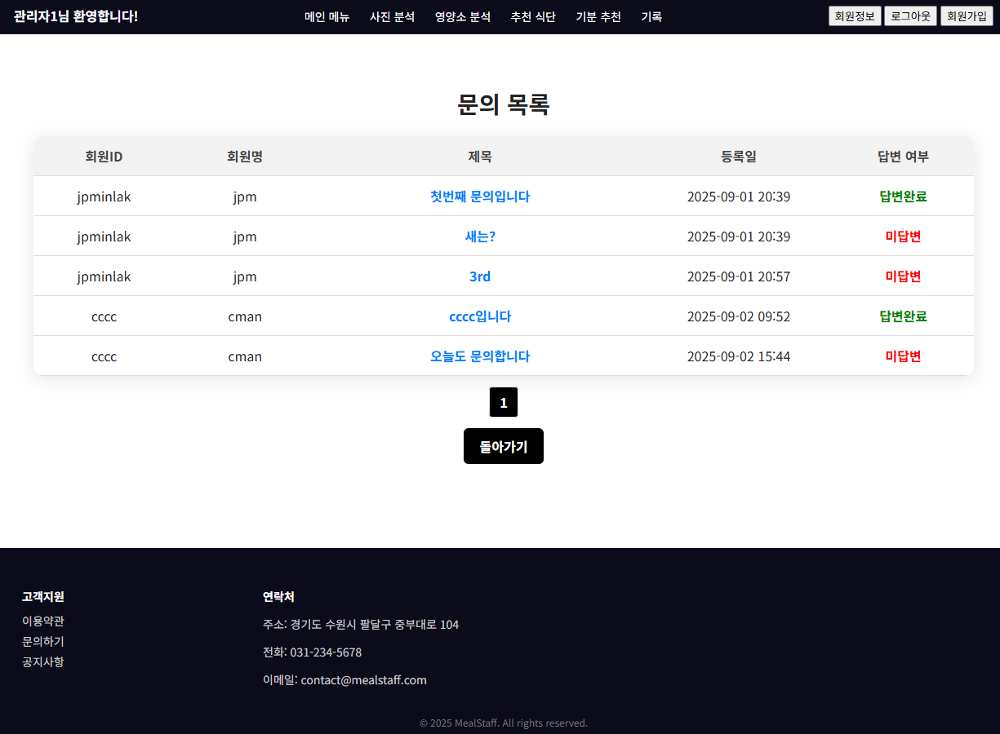 관리자1님 환영합니다! 메인 메뉴 사진 분석 영양소 분석 추천 식단 기분 추천 기록 회원정보 로그아웃 회원가입
문의 목록
회원ID 회원명 제목 등록일 답변 여부
jpminlak jpm 첫번째 문의입니다 2025-09-01 20:39 답변완료
jpminlak jpm 새는? 2025-09-01 20:39 미답변
jpminlak jpm 3rd 2025-09-01 20:57 미답변
cccc cman cccc입니다 2025-09-02 09:52 답변완료
cccc cman 오늘도 문의합니다 2025-09-02 15:44 미답변
1
돌아가기
고객지원
이용약관
문의하기
공지사항
연락처
주소: 경기도 수원시 팔달구 중부대로 104
전화: 031-234-5678
이메일: contact@mealstaff.com
© 2025 MealStaff. All rights reserved.